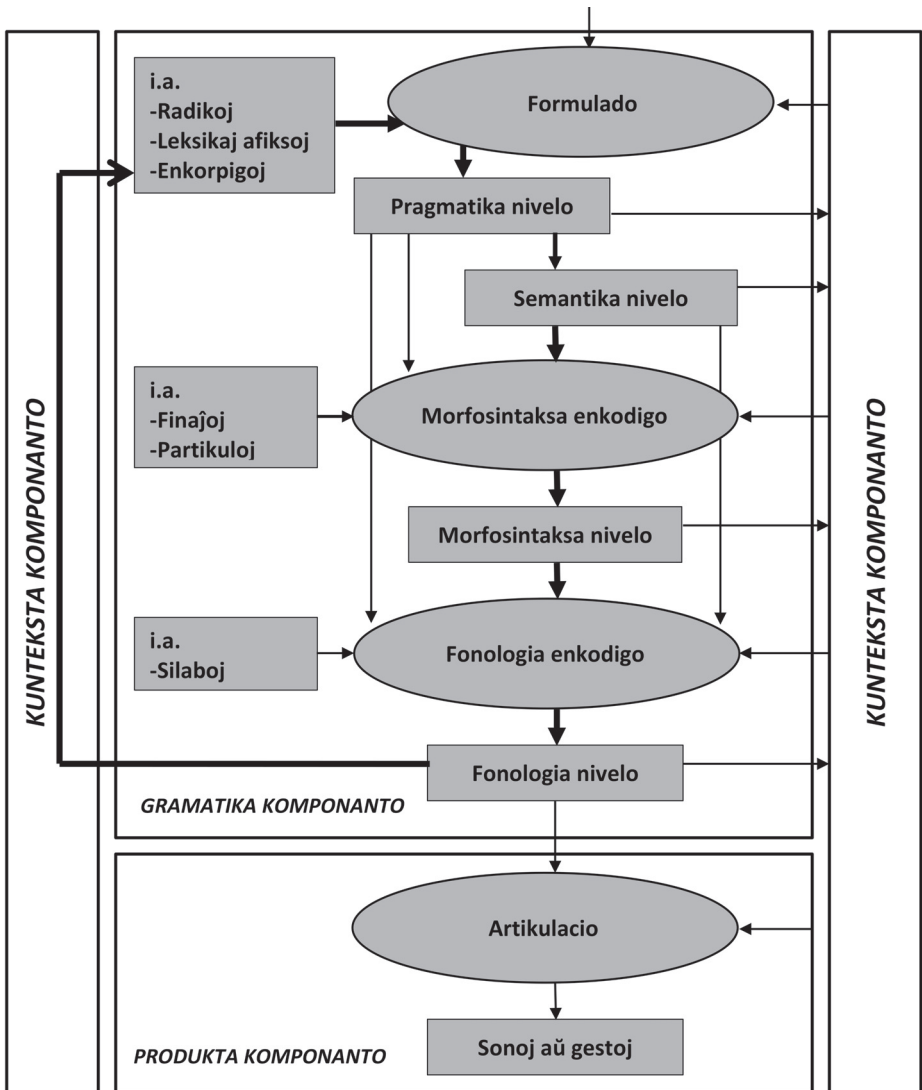 KUNTEKSTA KOMPONANTO
i.a.
-Radikoj
-Leksikaj afiksoj
-Enkorpigoj
Formulado
Pragmatika nivelo
Semantika nivelo
i.a.
-Finaĵoj
-Partikuloj
Morfosintaksa enkodigo
Morfosintaksa nivelo
i.a.
-Silaboj
Fonologia enkodigo
Fonologia nivelo
GRAMATIKA KOMPONANTO
Artikulacio
Sonoj aŭ gestoj
PRODUKTA KOMPONANTO
KUNTEKSTA KOMPONANTO